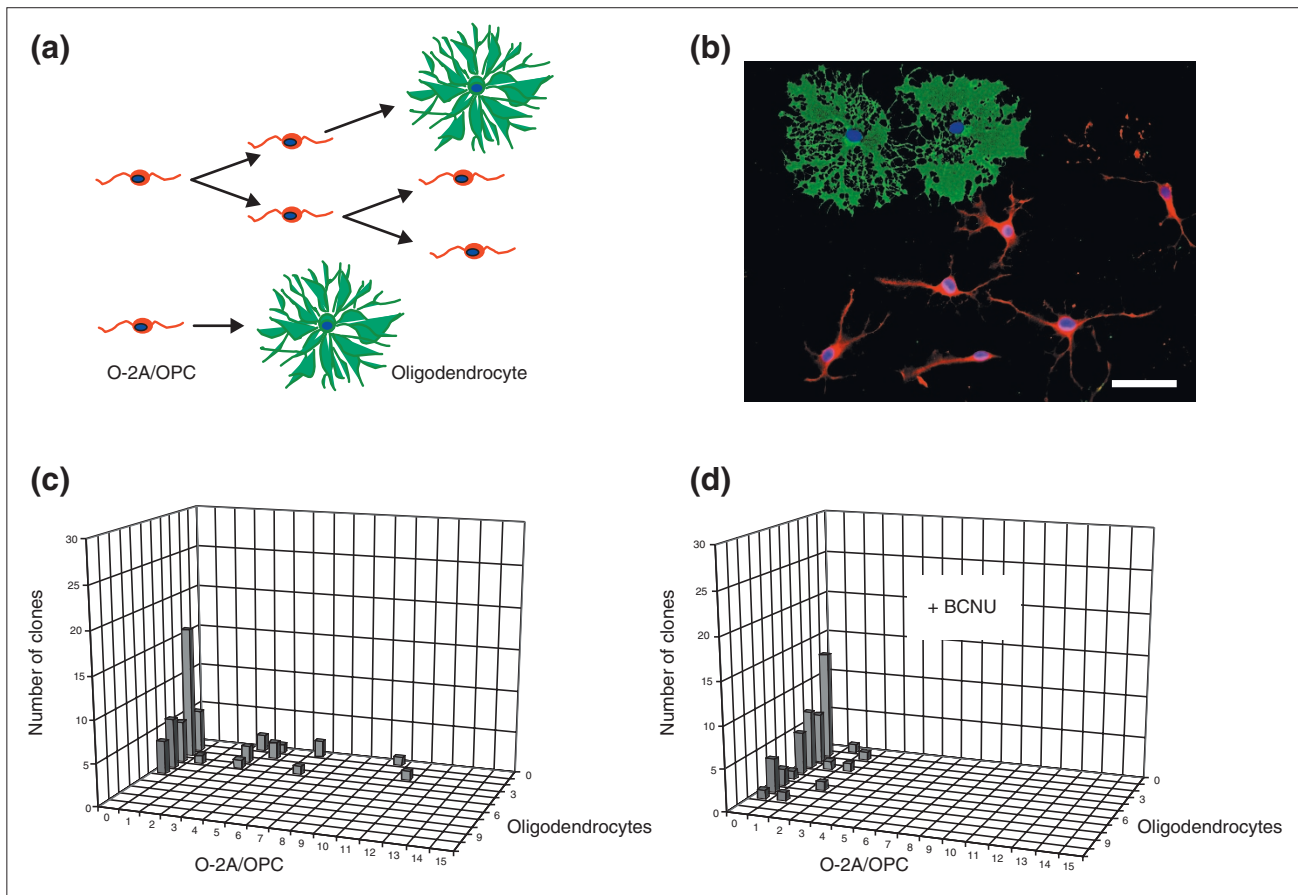 (a)
O-2A/OPC
Oligodendrocyte
(b)
(c)
Number of clones
30
25
20
15
10
5
0
0 1 2 3 4 5 6 7 8 9 10 11 12 13 14 15
O-2A/OPC
0
3
6
9
Oligodendrocytes
(d)
+ BCNU
Number of clones
30
25
20
15
10
5
0
0 1 2 3 4 5 6 7 8 9 10 11 12 13 14 15
O-2A/OPC
0
3
6
9
Oligodendrocytes